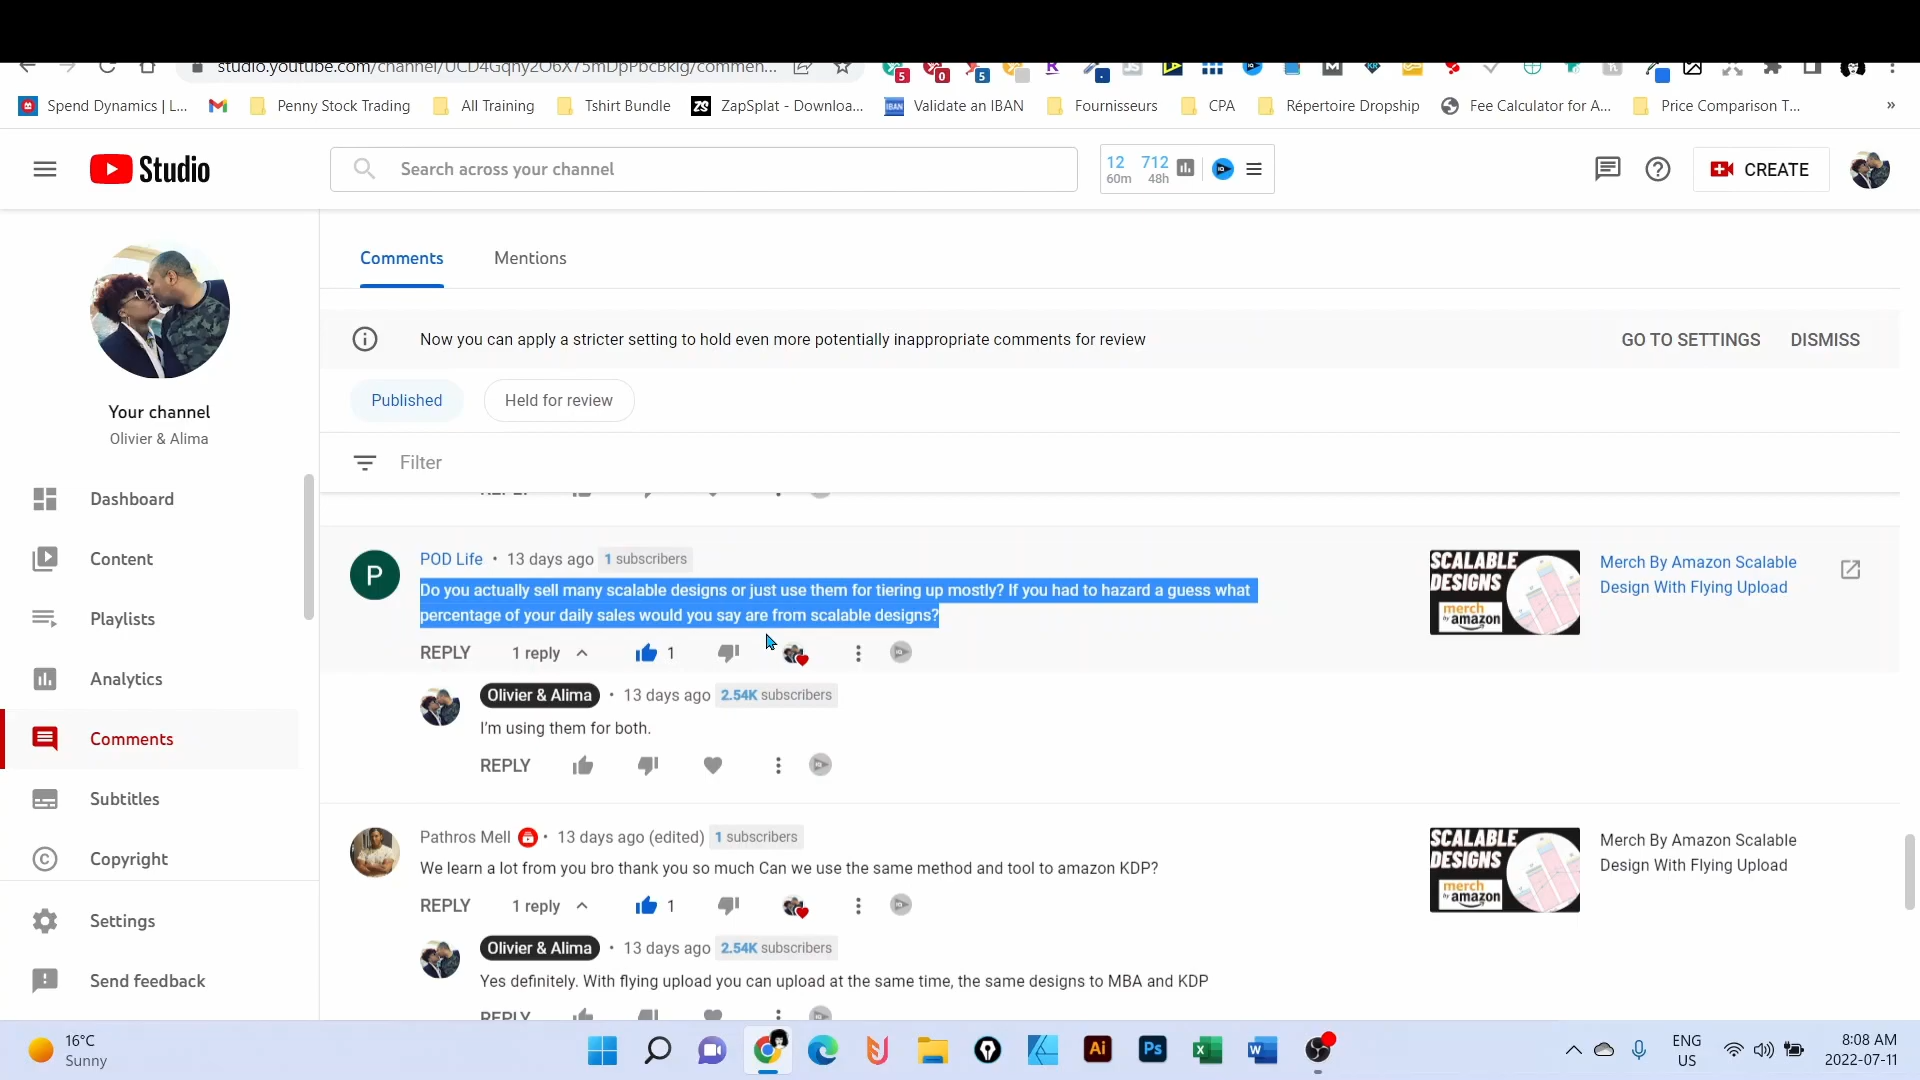 studio.youtube.com/channel/UCD4Gqhy2O6X75mDpPbcBkig/commen...
5
0
5
Spend Dynamics | L...
Penny Stock Trading
All Training
Tshirt Bundle
ZS
ZapSplat - Downloa...
IBAN
Validate an IBAN
Fournisseurs
CPA
Répertoire Dropship
Fee Calculator for A...
Price Comparison T...
»
Studio
Search across your channel
12 712
60m 48h
CREATE
Your channel
Olivier & Alima
Dashboard
Content
Playlists
Analytics
Comments
Subtitles
Copyright
Settings
Send feedback
Comments
Mentions
Now you can apply a stricter setting to hold even more potentially inappropriate comments for review
GO TO SETTINGS
DISMISS
Published
Held for review
Filter
REPLY
P
POD Life • 13 days ago 1 subscribers
Do you actually sell many scalable designs or just use them for tiering up mostly? If you had to hazard a guess what
percentage of your daily sales would you say are from scalable designs?
REPLY 1 reply 1
SCALABLE
DESIGNS
merch
by amazon
Merch By Amazon Scalable
Design With Flying Upload
Olivier & Alima • 13 days ago 2.54K subscribers
I'm using them for both.
REPLY
Pathros Mell • 13 days ago (edited) 1 subscribers
We learn a lot from you bro thank you so much Can we use the same method and tool to amazon KDP?
REPLY 1 reply 1
SCALABLE
DESIGNS
merch
by amazon
Merch By Amazon Scalable
Design With Flying Upload
Olivier & Alima • 13 days ago 2.54K subscribers
Yes definitely. With flying upload you can upload at the same time, the same designs to MBA and KDP
REPLY
16°C
Sunny
Ai
Ps
X
W
ENG
US
8:08 AM
2022-07-11